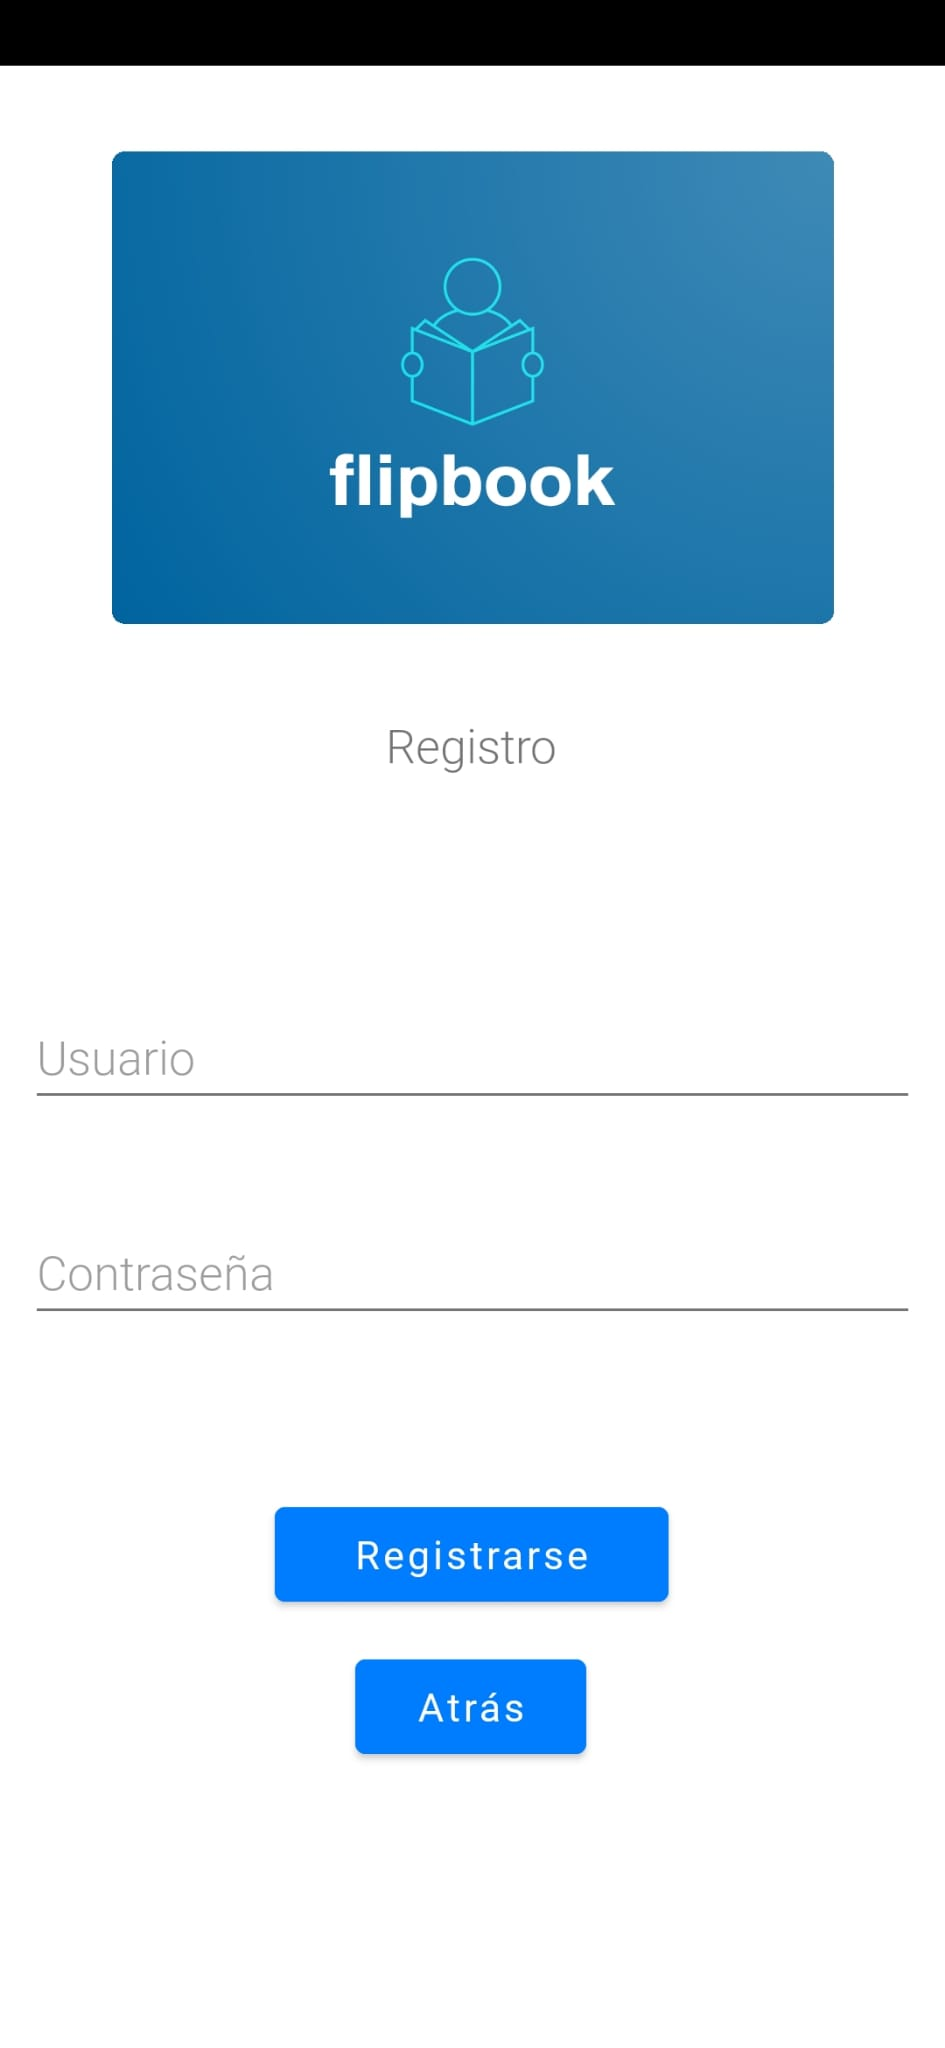 flipbook
Registro
Usuario
Contraseña
Registrarse
Atrás